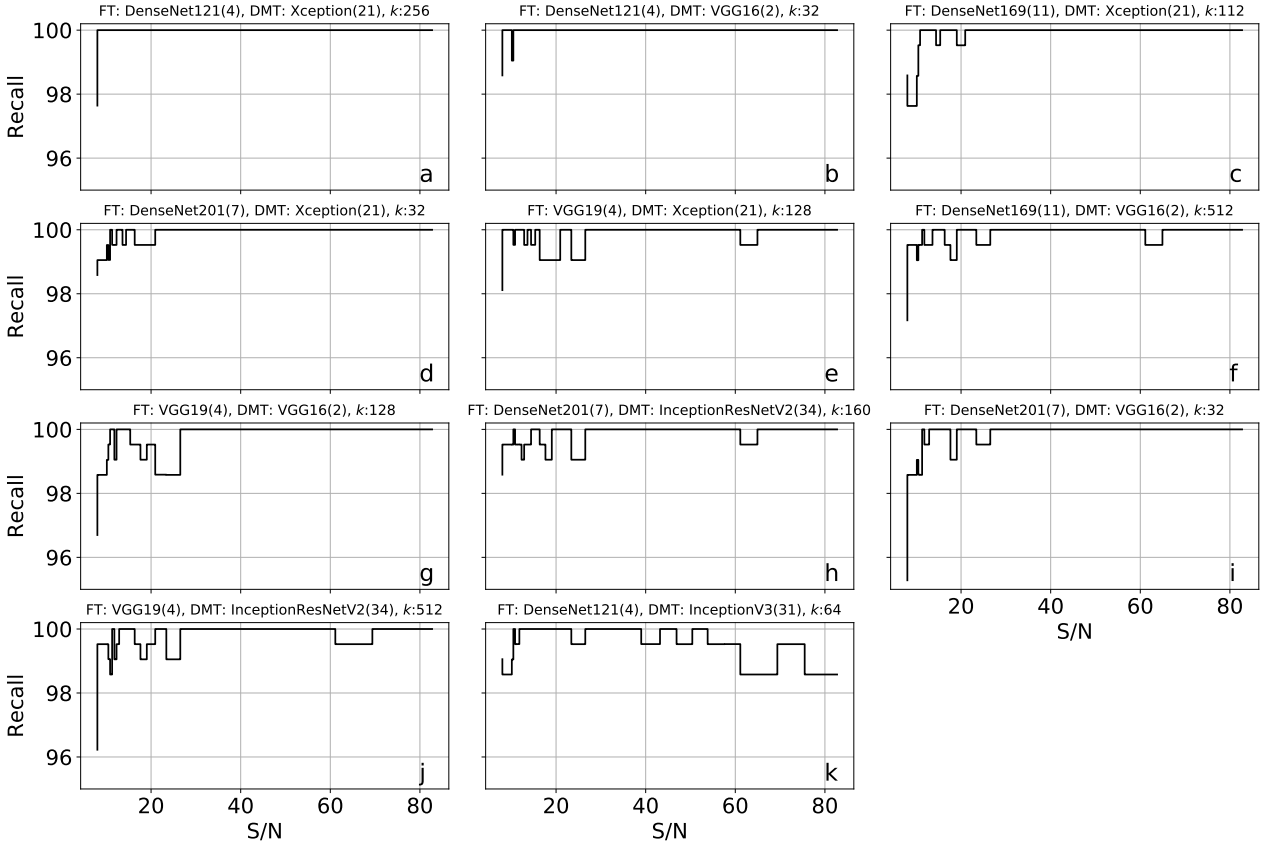 FT: DenseNet121(4), DMT: Xception(21), k:256
FT: DenseNet121(4), DMT: VGG16(2), k:32
FT: DenseNet169(11), DMT: Xception(21), k:112
Recall
100
98
96
a
b
c
FT: DenseNet201(7), DMT: Xception(21), k:32
FT: VGG19(4), DMT: Xception(21), k:128
FT: DenseNet169(11), DMT: VGG16(2), k:512
Recall
100
98
96
d
e
f
FT: VGG19(4), DMT: VGG16(2), k:128
FT: DenseNet201(7), DMT: InceptionResNetV2(34), k:160
FT: DenseNet201(7), DMT: VGG16(2), k:32
Recall
100
98
96
g
h
i
20 40 60 80
S/N
FT: VGG19(4), DMT: InceptionResNetV2(34), k:512
FT: DenseNet121(4), DMT: InceptionV3(31), k:64
Recall
100
98
96
j
k
20 40 60 80
S/N
20 40 60 80
S/N